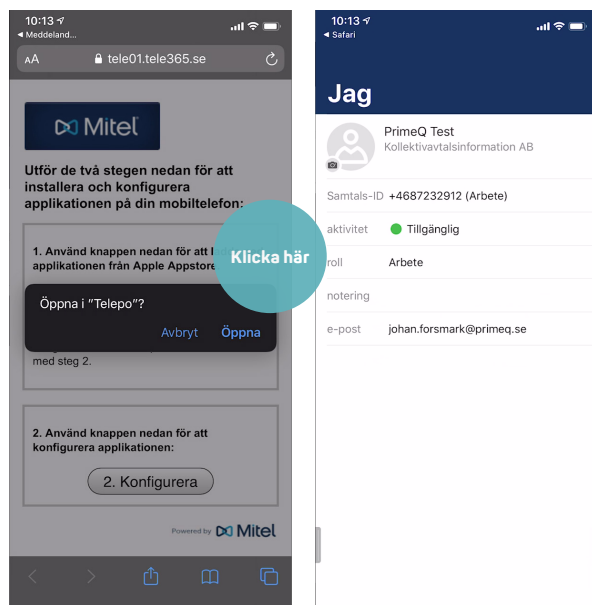 10:13
Meddeland...
AA tele01.tele365.se
Mitel
Utför de två stegen nedan för att
installera och konfigurera
applikationen på din mobiltelefon:
1. Använd knappen nedan för att
applikationen från Apple Appstore
Öppna i "Telepo"?
Avbryt Öppna
med steg 2.
2. Använd knappen nedan för att
konfigurera applikationen:
2. Konfigurera
Powered by Mitel
Klicka här
10:13
Safari
Jag
PrimeQ Test
Kollektivavtalsinformation AB
Samtals-ID +4687232912 (Arbete)
aktivitet Tillgänglig
roll Arbete
notering
e-post johan.forsmark@primeq.se